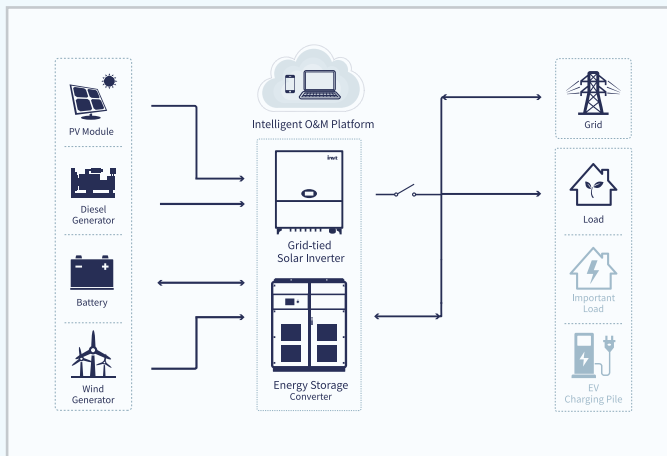 Intelligent O&M Platform
PV Module
Diesel
Generator
Battery
Wind
Generator
invt
Grid-tied
Solar Inverter
Energy Storage
Converter
Grid
Load
Important
Load
EV
Charging Pile